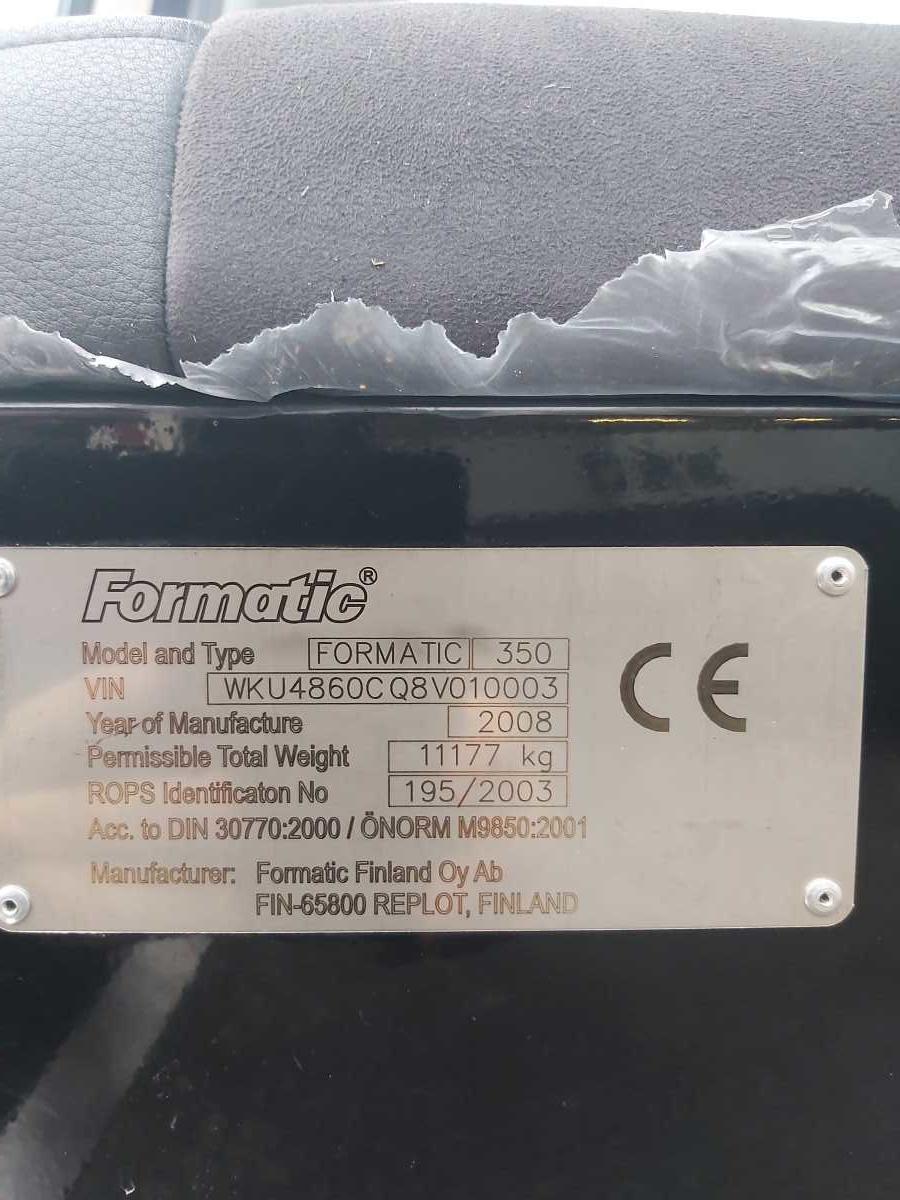 Formatic®
Model and Type FORMATIC 350
VIN WKU4860CQ8V010003
Year of Manufacture 2008
Permissible Total Weight 11177 kg
ROPS Identificaton No 195/2003
Acc. to DIN 30770:2000 / ÖNORM M9850:2001
Manufacturer: Formatic Finland Oy Ab
FIN-65800 REPLOT, FINLAND
CE